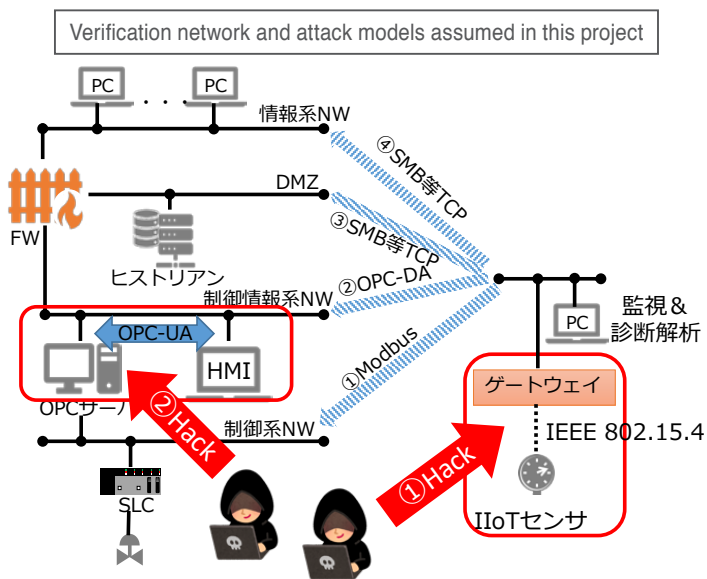 Verification network and attack models assumed in this project
PC
・・・
PC
情報系NW
④SMB等TCP
DMZ
③SMB等TCP
FW
ヒストリアン
②OPC-DA
制御情報系NW
OPC-UA
HMI
OPCサーバ
①Modbus
PC
監視&
診断解析
ゲートウェイ
IEEE 802.15.4
IIoTセンサ
②Hack
①Hack
制御系NW
SLC